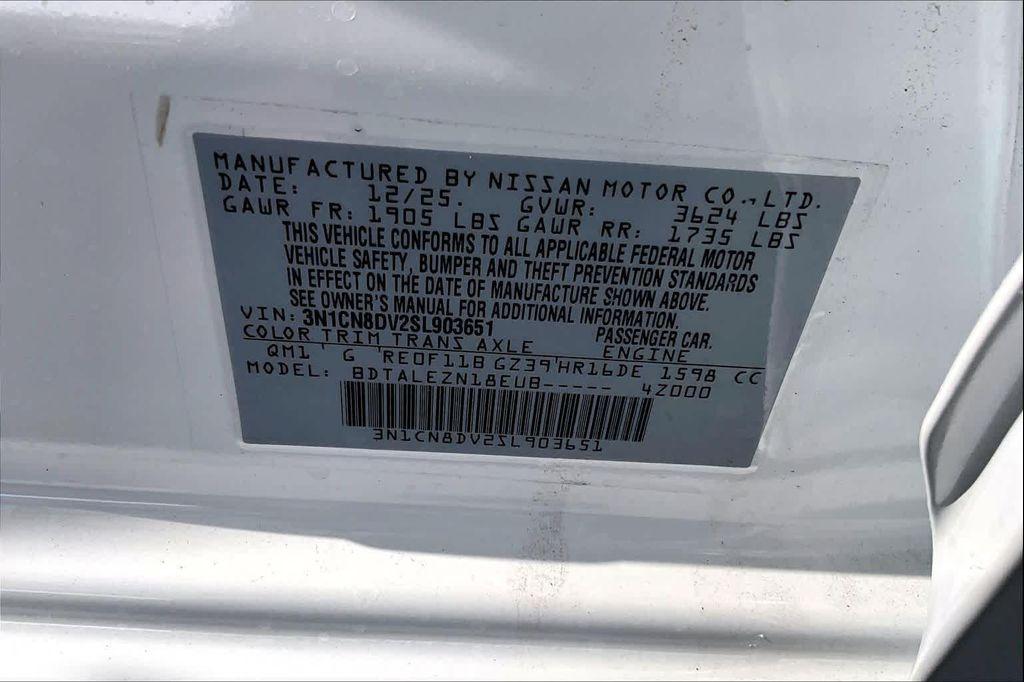 MANUFACTURED BY NISSAN MOTOR CO.,LTD.
DATE: 12/25. GVWR: 3624 LBS
GAWR FR: 1905 LBS GAWR RR: 1735 LBS
THIS VEHICLE CONFORMS TO ALL APPLICABLE FEDERAL MOTOR
VEHICLE SAFETY, BUMPER AND THEFT PREVENTION STANDARDS
IN EFFECT ON THE DATE OF MANUFACTURE SHOWN ABOVE.
SEE OWNER'S MANUAL FOR ADDITIONAL INFORMATION.
VIN: 3N1CN8DV2SL903651 PASSENGER CAR.
COLOR TRIM TRANS AXLE ENGINE
QM1 G RE0F11B GZ39 HR16DE 1598 CC
MODEL: BDTALEZN18EUB----- 4Z000
3N1CN8DV2SL903651